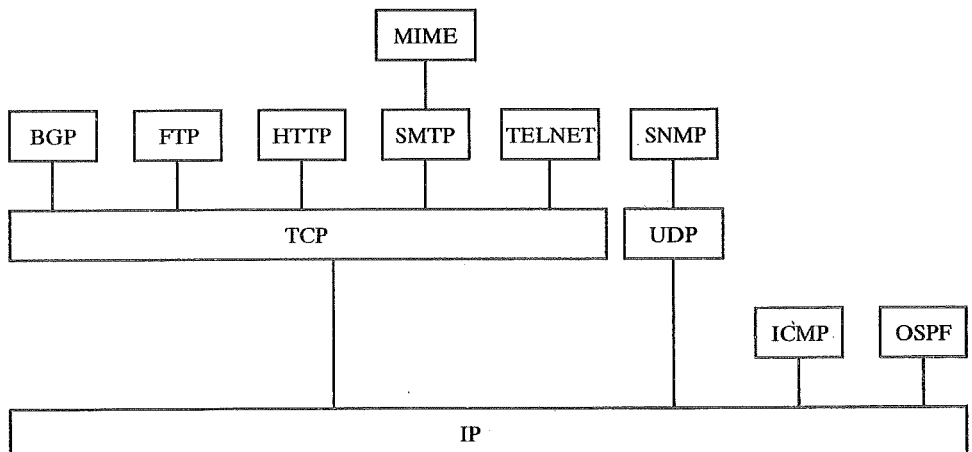 MIME
BGP FTP HTTP SMTP TELNET SNMP
TCP UDP
ICMP OSPF
IP